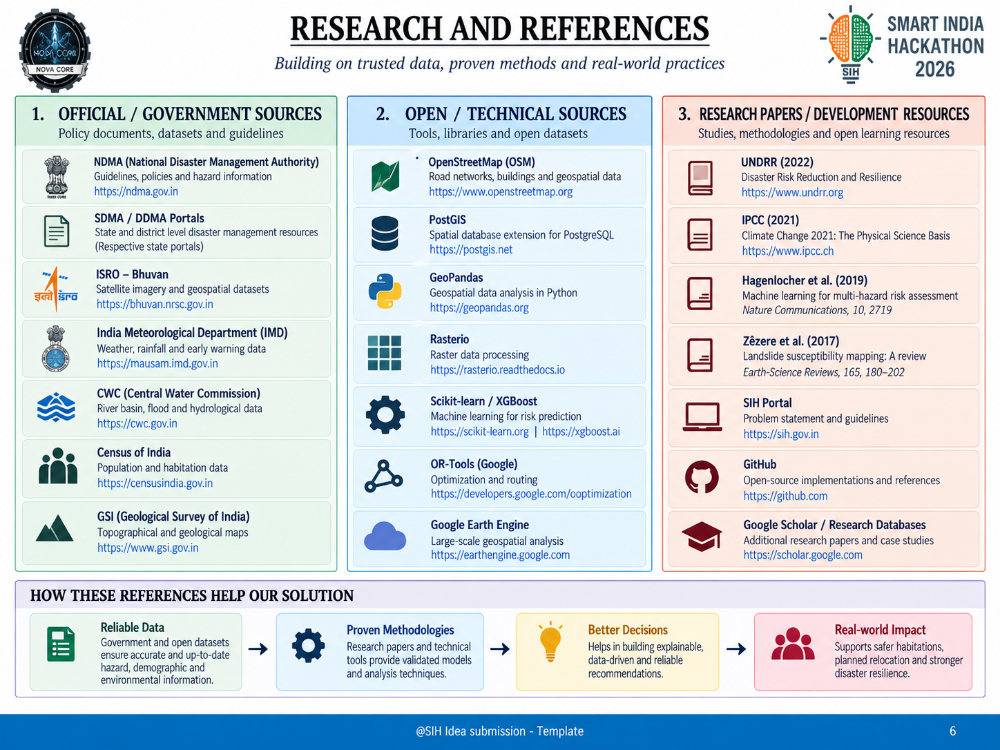 NOVA CORE
RESEARCH AND REFERENCES
Building on trusted data, proven methods and real-world practices
SIH
SMART INDIA
HACKATHON
2026
1. OFFICIAL / GOVERNMENT SOURCES
Policy documents, datasets and guidelines
NDMA (National Disaster Management Authority)
Guidelines, policies and hazard information
https://ndma.gov.in
SDMA / DDMA Portals
State and district level disaster management resources
(Respective state portals)
ISRO – Bhuvan
Satellite imagery and geospatial datasets
https://bhuvan.nrsc.gov.in
India Meteorological Department (IMD)
Weather, rainfall and early warning data
https://mausam.imd.gov.in
CWC (Central Water Commission)
River basin, flood and hydrological data
https://cwc.gov.in
Census of India
Population and habitation data
https://censusindia.gov.in
GSI (Geological Survey of India)
Topographical and geological maps
https://www.gsi.gov.in
2. OPEN / TECHNICAL SOURCES
Tools, libraries and open datasets
OpenStreetMap (OSM)
Road networks, buildings and geospatial data
https://www.openstreetmap.org
PostGIS
Spatial database extension for PostgreSQL
https://postgis.net
GeoPandas
Geospatial data analysis in Python
https://geopandas.org
Rasterio
Raster data processing
https://rasterio.readthedocs.io
Scikit-learn / XGBoost
Machine learning for risk prediction
https://scikit-learn.org | https://xgboost.ai
OR-Tools (Google)
Optimization and routing
https://developers.google.com/ooptimization
Google Earth Engine
Large-scale geospatial analysis
https://earthengine.google.com
3. RESEARCH PAPERS / DEVELOPMENT RESOURCES
Studies, methodologies and open learning resources
UNDRR (2022)
Disaster Risk Reduction and Resilience
https://www.undrr.org
IPCC (2021)
Climate Change 2021: The Physical Science Basis
https://www.ipcc.ch
Hagenlocher et al. (2019)
Machine learning for multi-hazard risk assessment
Nature Communications, 10, 2719
Zêzere et al. (2017)
Landslide susceptibility mapping: A review
Earth-Science Reviews, 165, 180–202
SIH Portal
Problem statement and guidelines
https://sih.gov.in
GitHub
Open-source implementations and references
https://github.com
Google Scholar / Research Databases
Additional research papers and case studies
https://scholar.google.com
HOW THESE REFERENCES HELP OUR SOLUTION
Reliable Data
Government and open datasets
ensure accurate and up-to-date
hazard, demographic and
environmental information.
Proven Methodologies
Research papers and technical
tools provide validated models
and analysis techniques.
Better Decisions
Helps in building explainable,
data-driven and reliable
recommendations.
Real-world Impact
Supports safer habitations,
planned relocation and stronger
disaster resilience.
@SIH Idea submission - Template
6